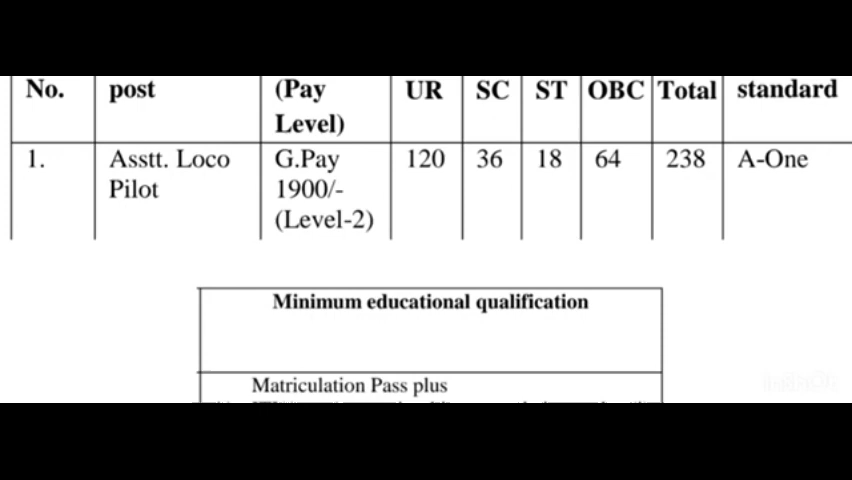 No. post (Pay Level) UR SC ST OBC Total standard
1. Asstt. Loco Pilot G.Pay 1900/- (Level-2) 120 36 18 64 238 A-One
Minimum educational qualification
Matriculation Pass plus